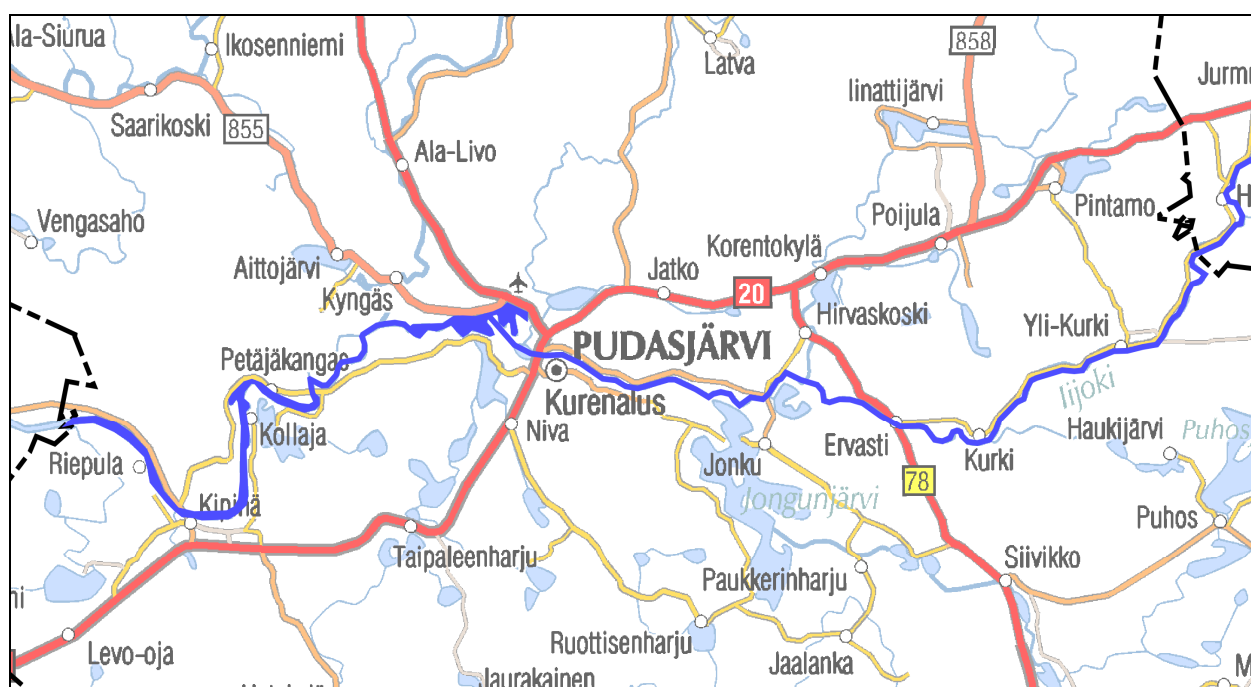 Ala-Siurua
Ikosenniemi
Latva
858
Jurmu
Iinattijärvi
Saarikoski
855
Ala-Livo
Pintamo
Vengasaho
Poijula
Korentokylä
Aittojärvi
Jatko
Kyngäs
20
Hirvaskoski
Yli-Kurki
PUDASJÄRVI
Petäjäkangas
Kurenalus
Iijoki
Kollaja
Niva
Ervasti
Haukijärvi
Puhosj
Riepula
Jonku
Kurki
78
Jongunjärvi
Kipinä
Puhos
Taipaleenharju
Siivikko
Paukkerinharju
Ruottisenharju
Levo-oja
Jaalanka
Jaurakainen